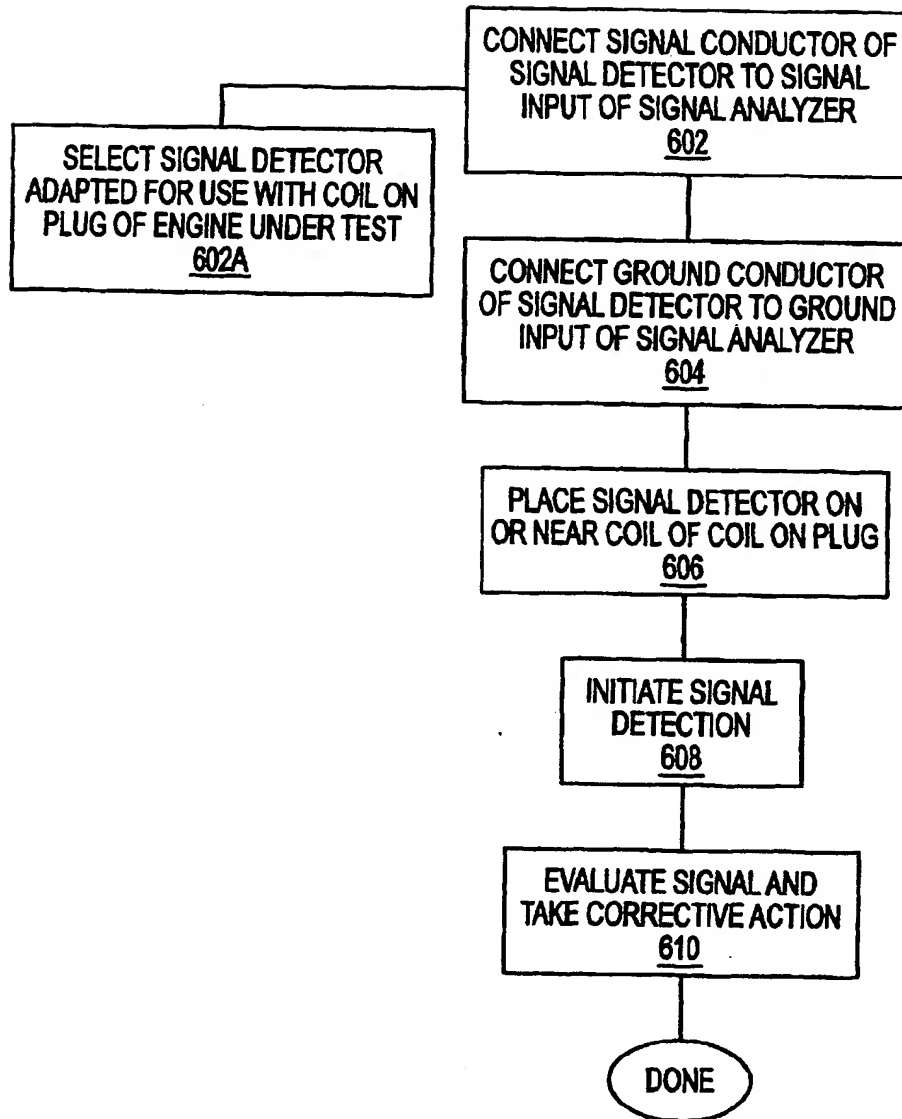 CONNECT SIGNAL CONDUCTOR OF
SIGNAL DETECTOR TO SIGNAL
INPUT OF SIGNAL ANALYZER
602
SELECT SIGNAL DETECTOR
ADAPTED FOR USE WITH COIL ON
PLUG OF ENGINE UNDER TEST
602A
CONNECT GROUND CONDUCTOR
OF SIGNAL DETECTOR TO GROUND
INPUT OF SIGNAL ANALYZER
604
PLACE SIGNAL DETECTOR ON
OR NEAR COIL OF COIL ON PLUG
606
INITIATE SIGNAL
DETECTION
608
EVALUATE SIGNAL AND
TAKE CORRECTIVE ACTION
610
DONE